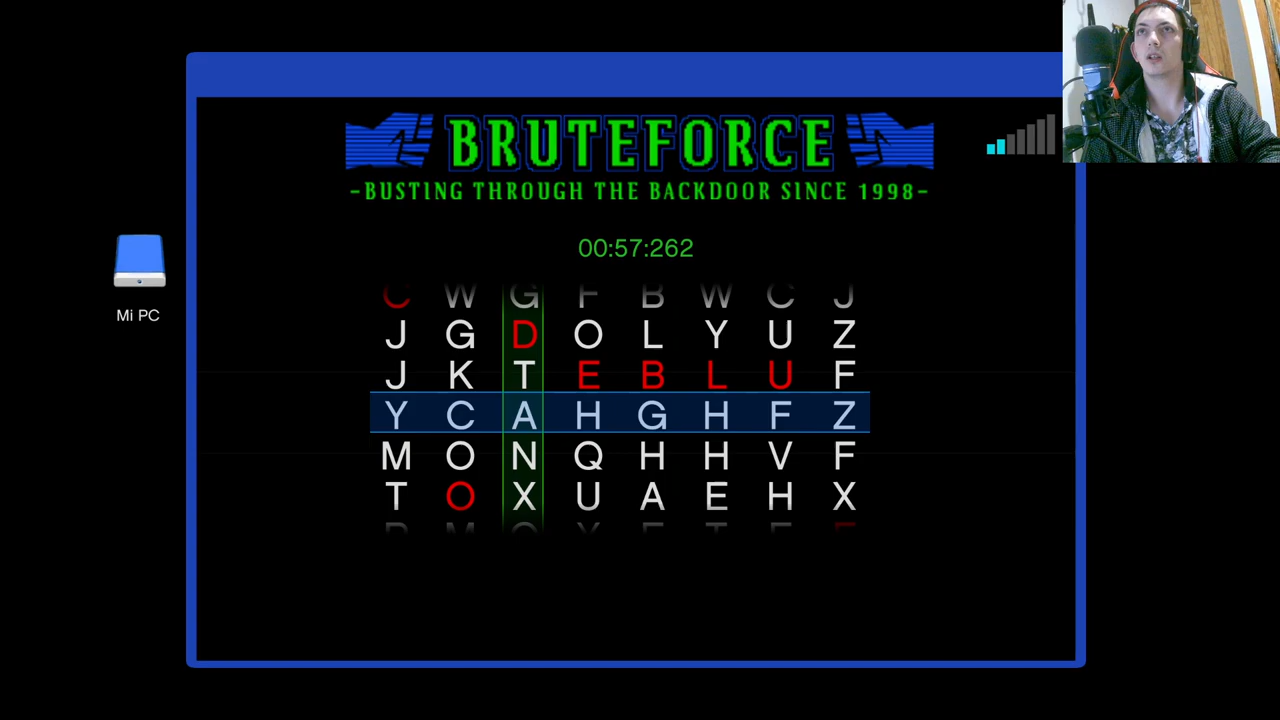 BRUTEFORCE
-BUSTING THROUGH THE BACKDOOR SINCE 1998-
00:57:262
C W G F B W C J
J G D O L Y U Z
J K T E B L U F
Y C A H G H F Z
M O N Q H H V F
T O X U A E H X
Mi PC